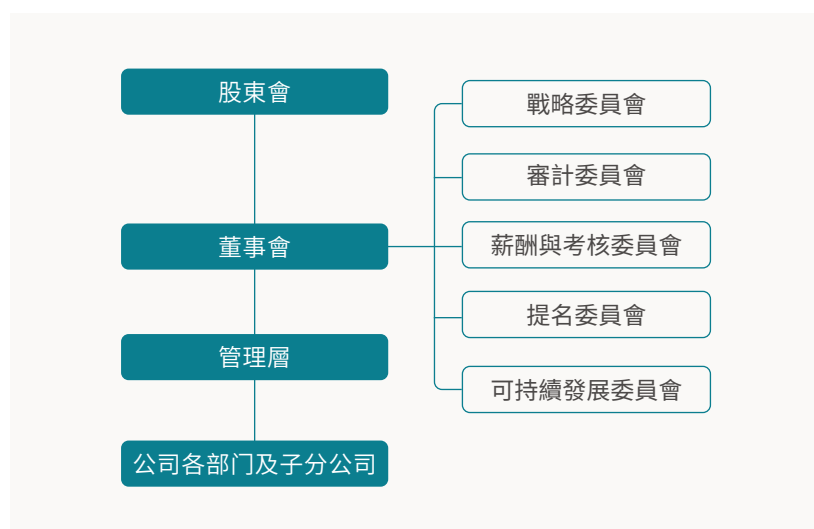 股東會
董事會
管理層
公司各部门及子分公司
戰略委員會
審計委員會
薪酬與考核委員會
提名委員會
可持續發展委員會